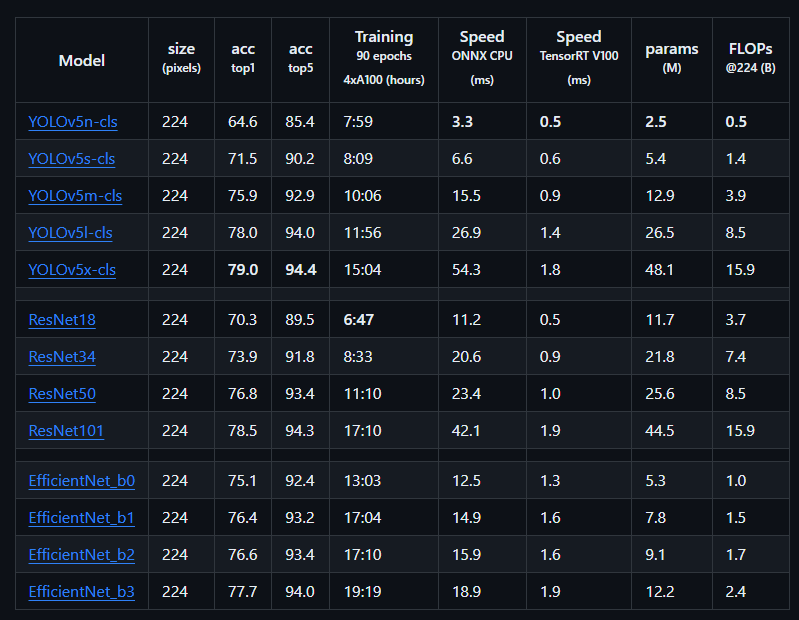 Model size (pixels) acc top1 acc top5 Training 90 epochs 4xA100 (hours) Speed ONNX CPU (ms) Speed TensorRT V100 (ms) params (M) FLOPs @224 (B)
YOLOv5n-cls 224 64.6 85.4 7:59 3.3 0.5 2.5 0.5
YOLOv5s-cls 224 71.5 90.2 8:09 6.6 0.6 5.4 1.4
YOLOv5m-cls 224 75.9 92.9 10:06 15.5 0.9 12.9 3.9
YOLOv5l-cls 224 78.0 94.0 11:56 26.9 1.4 26.5 8.5
YOLOv5x-cls 224 79.0 94.4 15:04 54.3 1.8 48.1 15.9
ResNet18 224 70.3 89.5 6:47 11.2 0.5 11.7 3.7
ResNet34 224 73.9 91.8 8:33 20.6 0.9 21.8 7.4
ResNet50 224 76.8 93.4 11:10 23.4 1.0 25.6 8.5
ResNet101 224 78.5 94.3 17:10 42.1 1.9 44.5 15.9
EfficientNet_b0 224 75.1 92.4 13:03 12.5 1.3 5.3 1.0
EfficientNet_b1 224 76.4 93.2 17:04 14.9 1.6 7.8 1.5
EfficientNet_b2 224 76.6 93.4 17:10 15.9 1.6 9.1 1.7
EfficientNet_b3 224 77.7 94.0 19:19 18.9 1.9 12.2 2.4